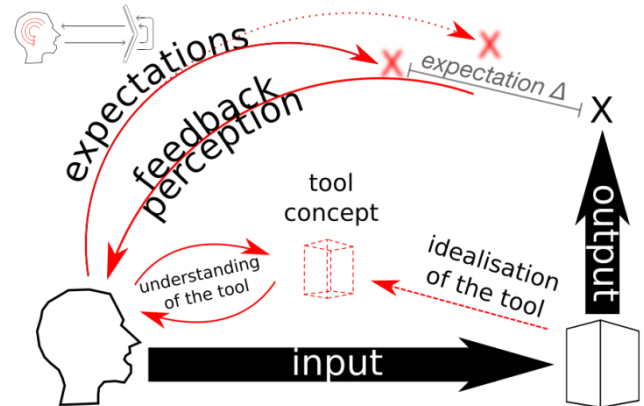 expectations
X
X
expectation Δ
X
feedback
perception
tool
concept
output
understanding
of the tool
idealisation
of the tool
input